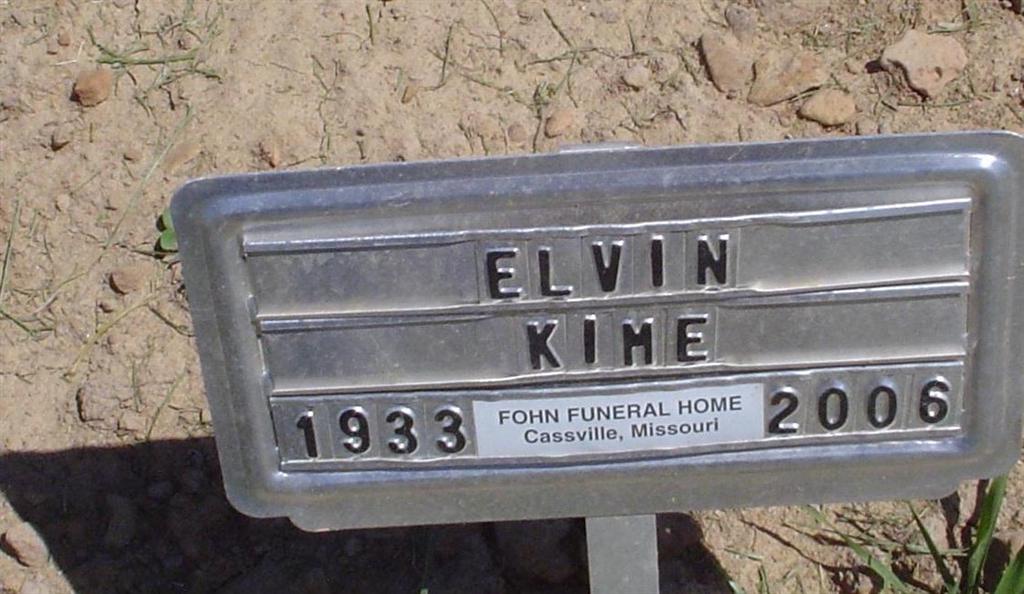 ELVIN
KIME
1933 FOHN FUNERAL HOME 2006
Cassville, Missouri